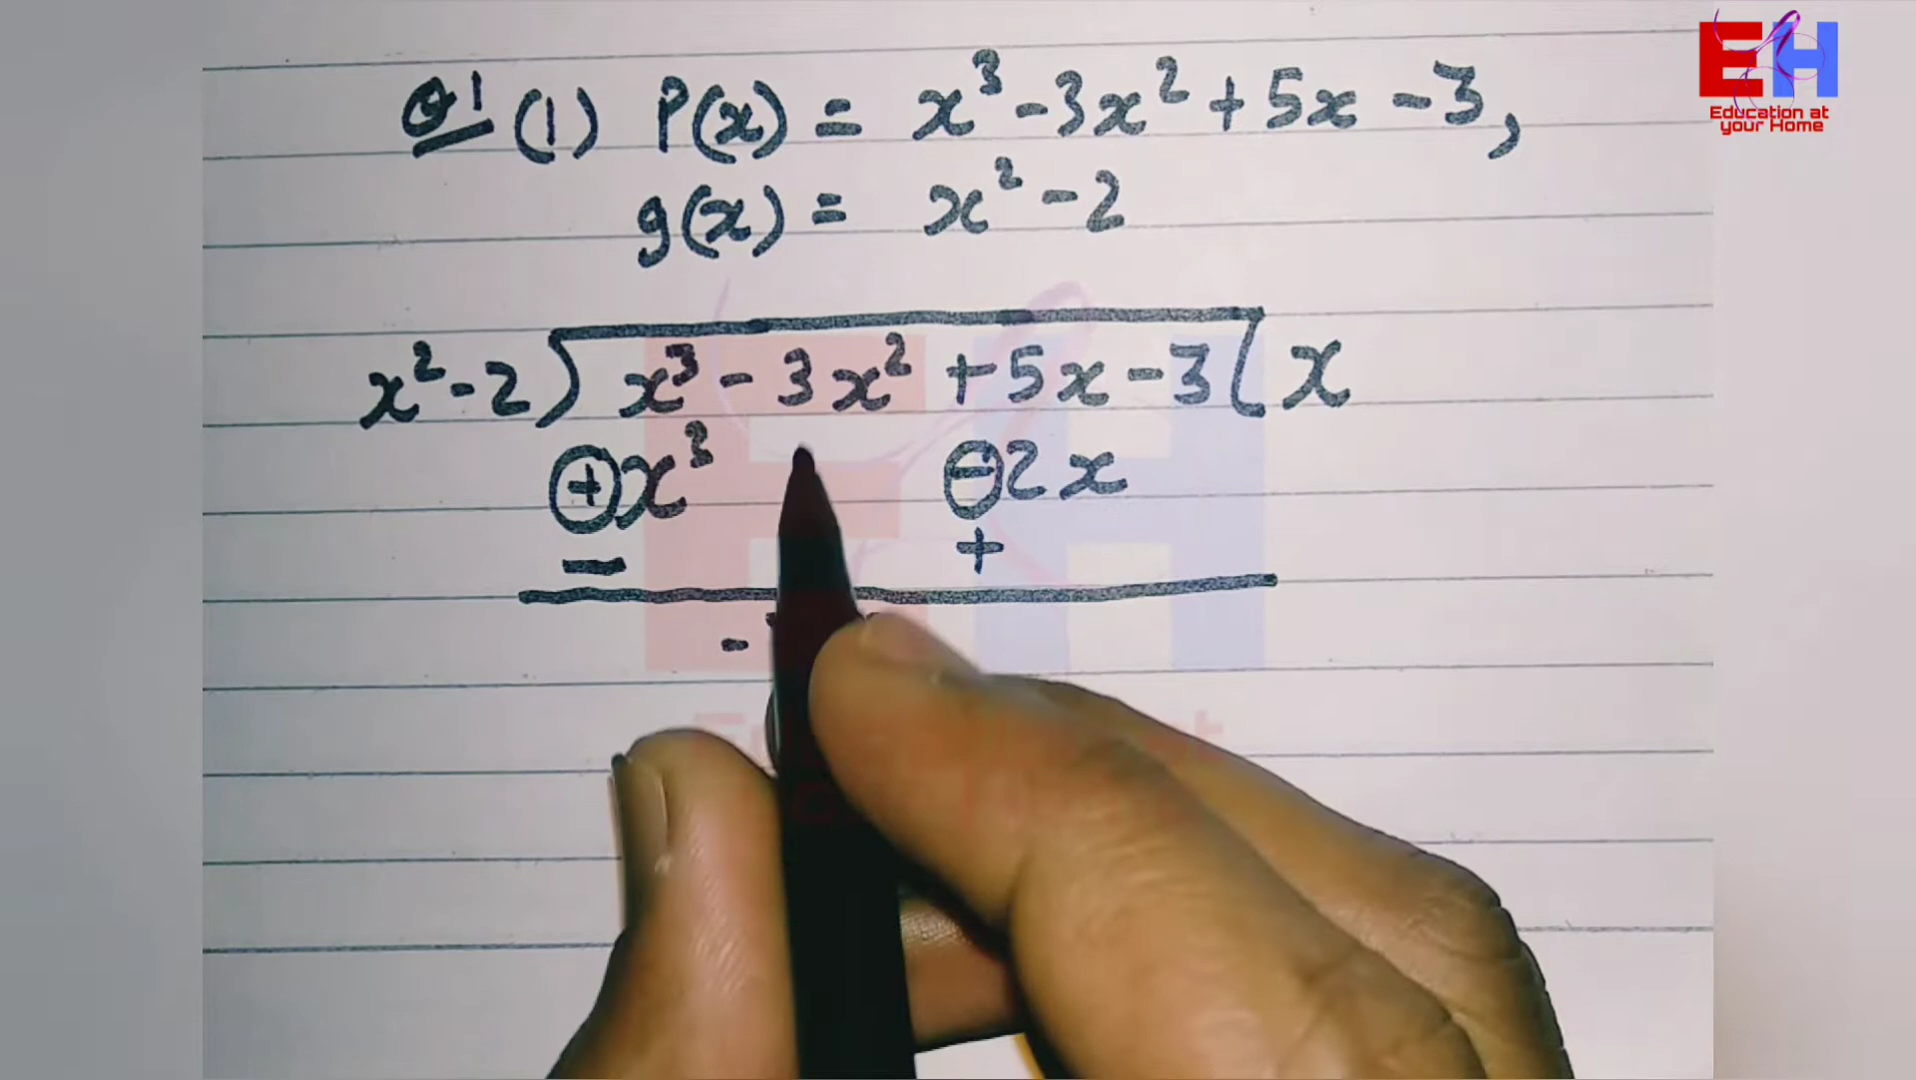 Q1 (1) P(x) = x³ - 3x² + 5x - 3,
g(x) = x² - 2
x² - 2 ) x³ - 3x² + 5x - 3 ( x
⊕x³ ⊖2x
- +
-
EH
Education at
your Home